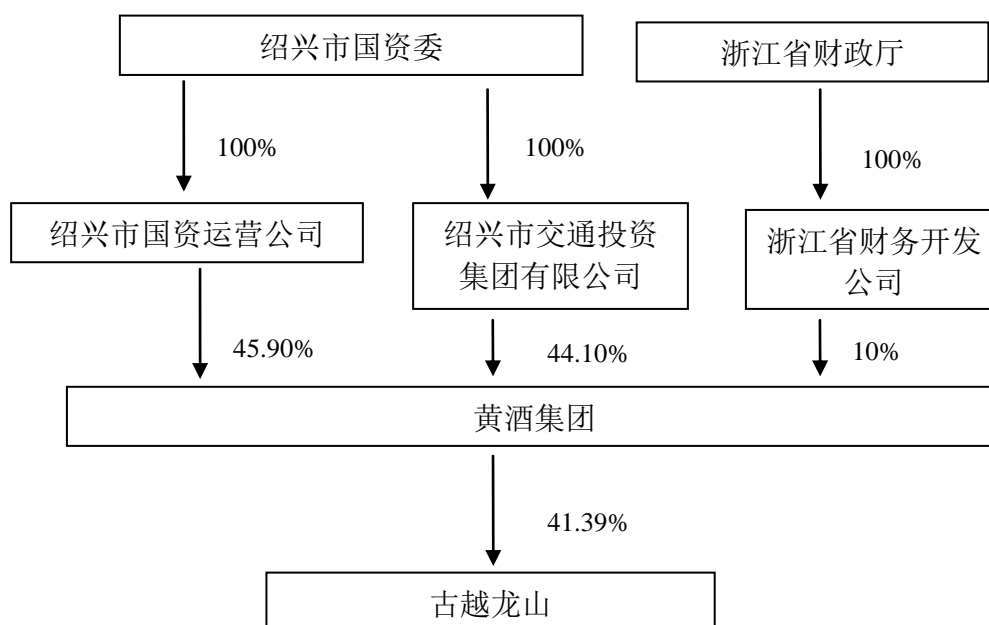 绍兴市国资委
浙江省财政厅
100%
100%
100%
绍兴市国资运营公司
绍兴市交通投资
集团有限公司
浙江省财务开发
公司
45.90%
44.10%
10%
黄酒集团
41.39%
古越龙山